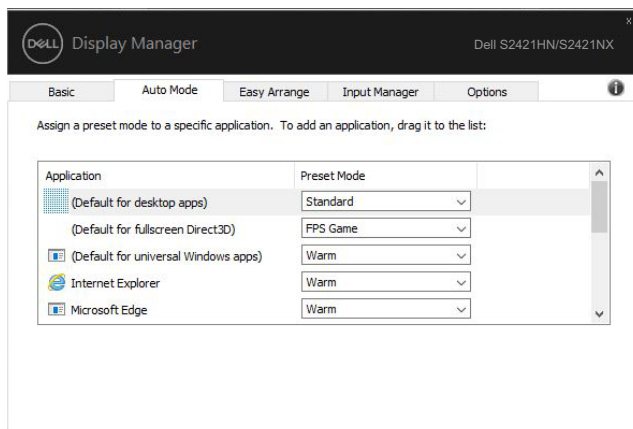 DELL Display Manager Dell S2421HN/S2421NX
Basic Auto Mode Easy Arrange Input Manager Options
Assign a preset mode to a specific application. To add an application, drag it to the list:
Application Preset Mode
(Default for desktop apps) Standard
(Default for fullscreen Direct3D) FPS Game
(Default for universal Windows apps) Warm
Internet Explorer Warm
Microsoft Edge Warm